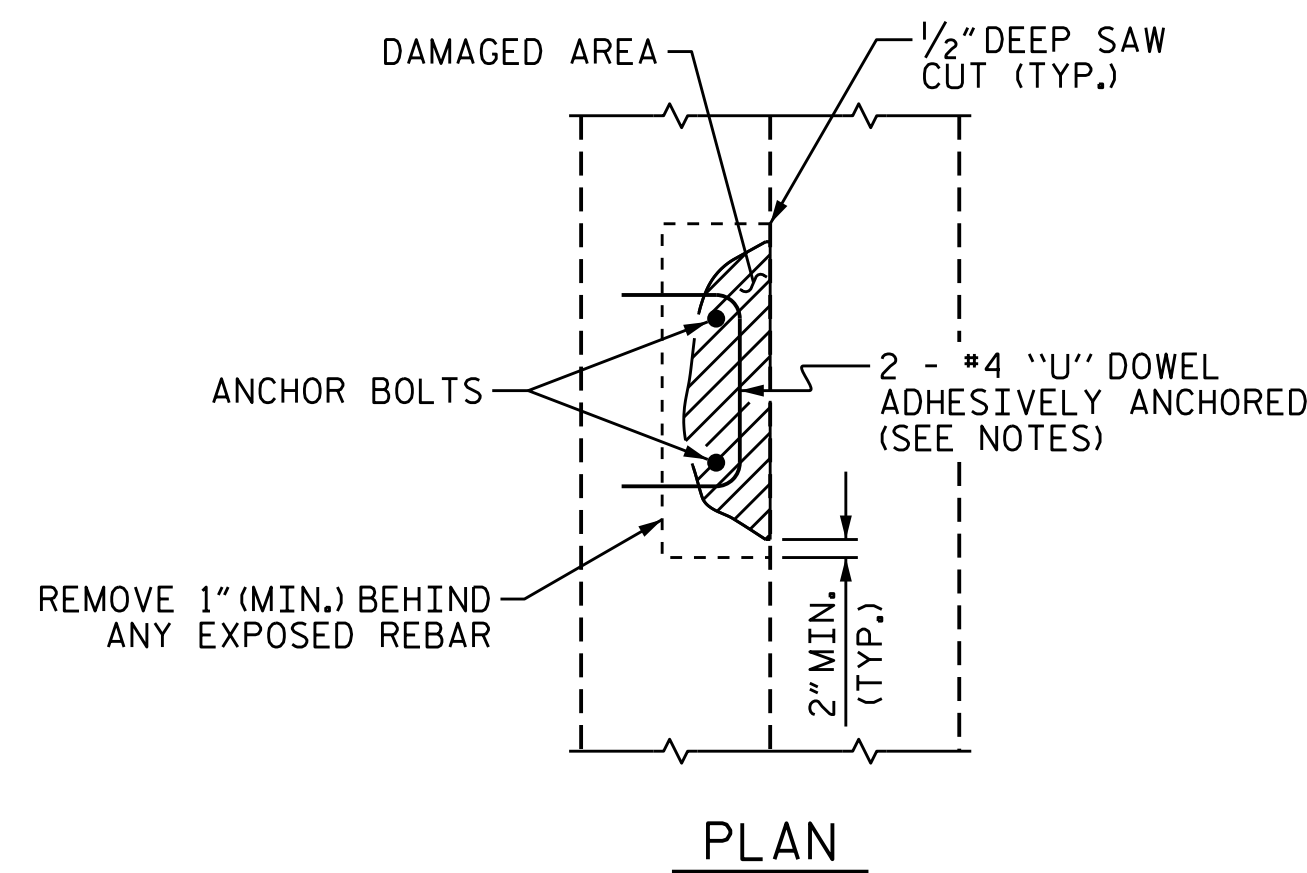 DAMAGED AREA
1/2" DEEP SAW
CUT (TYP.)
ANCHOR BOLTS
2 - #4 "U" DOWEL
ADHESIVELY ANCHORED
(SEE NOTES)
REMOVE 1" (MIN.) BEHIND
ANY EXPOSED REBAR
2" MIN.
(TYP.)
PLAN